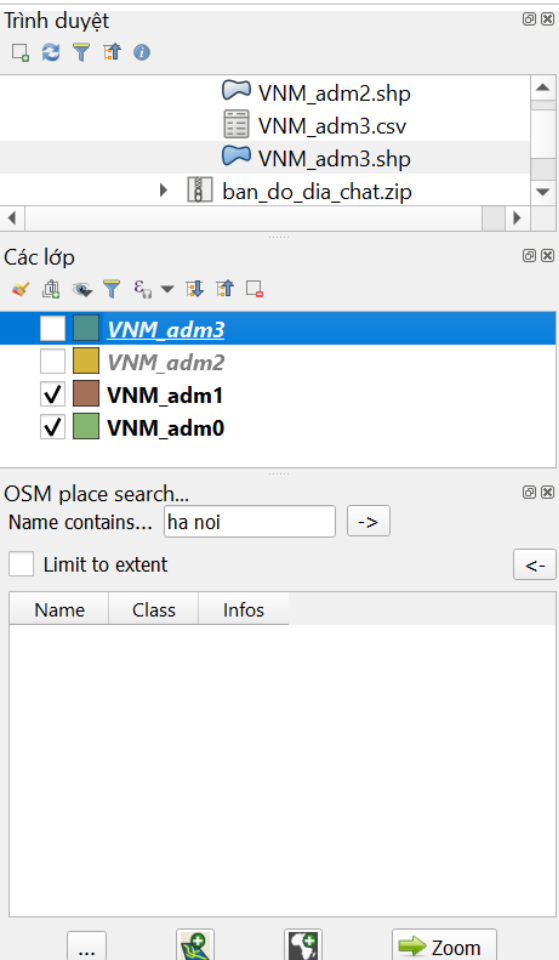 Trình duyệt
VNM_adm2.shp
VNM_adm3.csv
VNM_adm3.shp
ban_do_dia_chat.zip
Các lớp
VNM_adm3
VNM_adm2
VNM_adm1
VNM_adm0
OSM place search...
Name contains... ha noi ->
Limit to extent <-
Name Class Infos
... Zoom